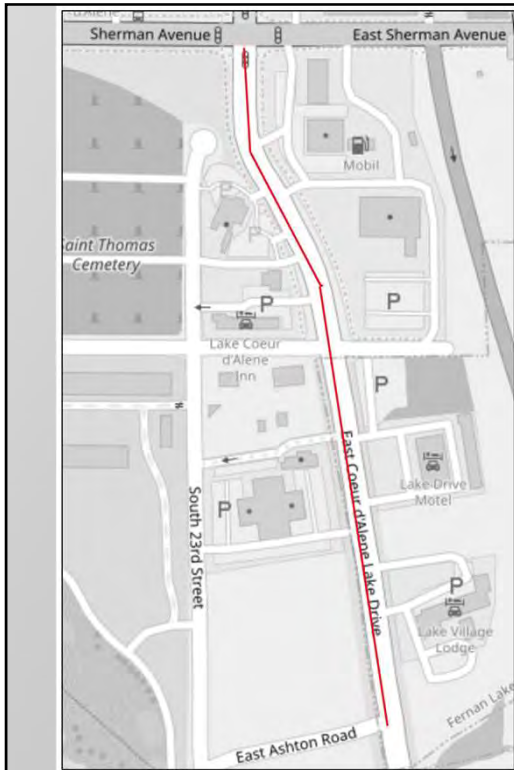 d'Alene
Sherman Avenue
East Sherman Avenue
Mobil
P
P
Saint Thomas
Cemetery
P
P
Lake Coeur
d'Alene
Inn
P
East Coeur d'Alene Lake Drive
Lake Drive
Motel
P
South 23rd Street
P
Lake Village
Lodge
Fernan Lake
East Ashton Road